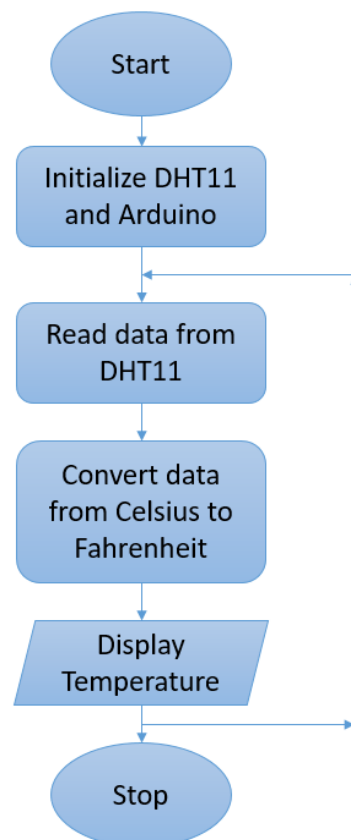 Start
Initialize DHT11
and Arduino
Read data from
DHT11
Convert data
from Celsius to
Fahrenheit
Display
Temperature
Stop